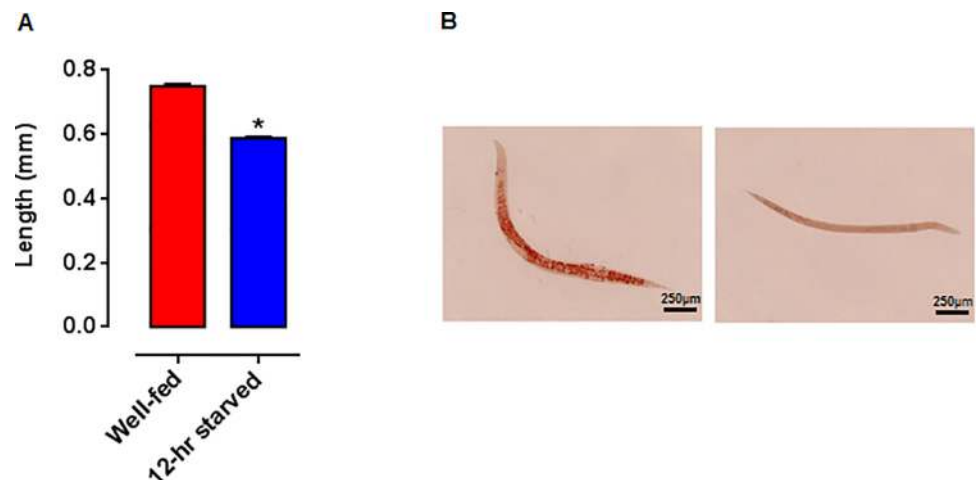 A
B
0.8
0.6
0.4
0.2
0.0
Length (mm)
*
Well-fed
12-hr starved
250µm
250µm